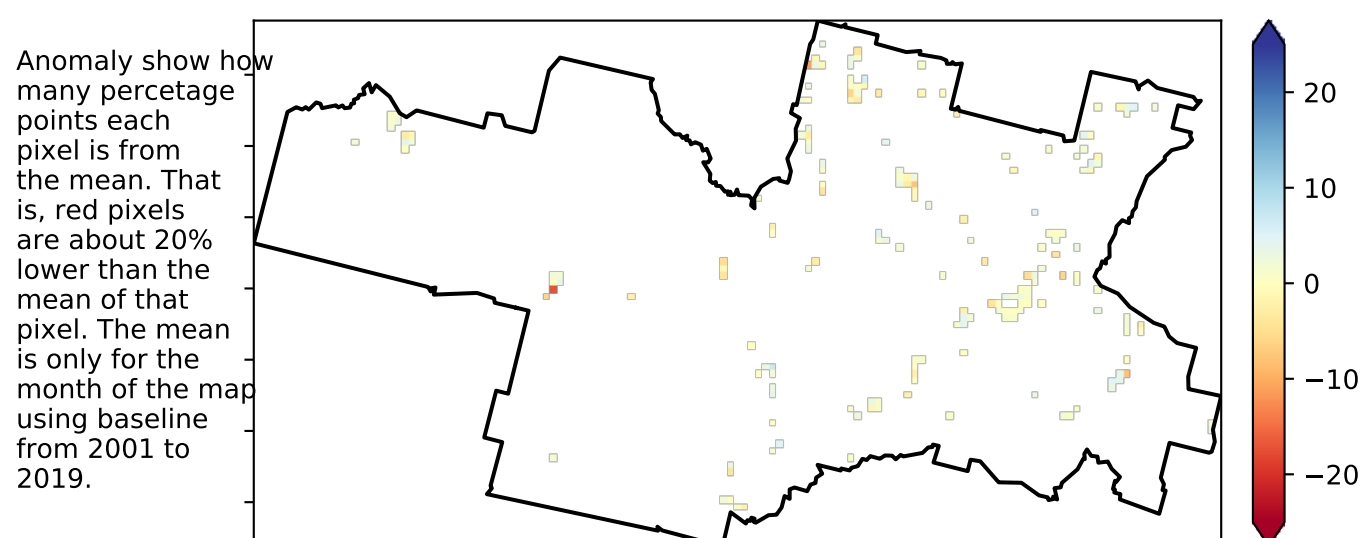 Anomaly show how
many percetage
points each
pixel is from
the mean. That
is, red pixels
are about 20%
lower than the
mean of that
pixel. The mean
is only for the
month of the map
using baseline
from 2001 to
2019.
20
10
0
−10
−20